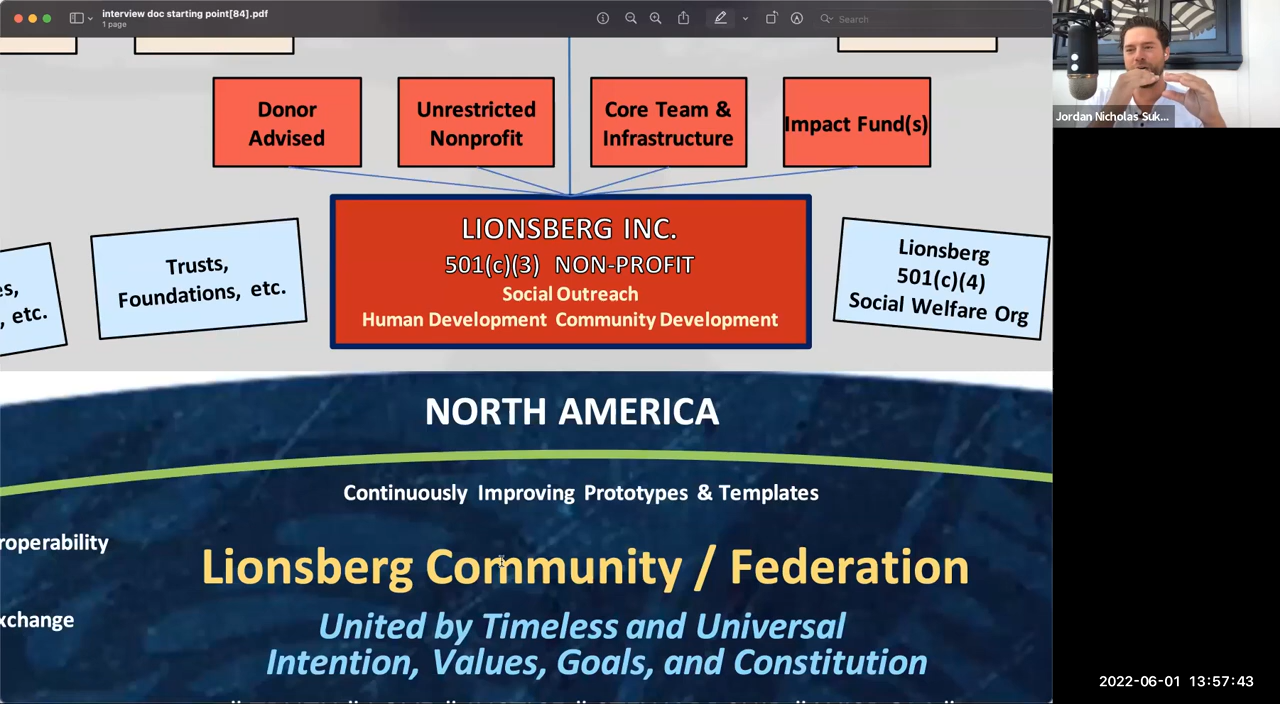 interview doc starting point[84].pdf
1 page
Search
Donor
Advised
Unrestricted
Nonprofit
Core Team &
Infrastructure
Impact Fund(s)
LIONSBERG INC.
501(c)(3) NON-PROFIT
Social Outreach
Human Development Community Development
es,
, etc.
Trusts,
Foundations, etc.
Lionsberg
501(c)(4)
Social Welfare Org
NORTH AMERICA
Continuously Improving Prototypes & Templates
roperability
Lionsberg Community / Federation
xchange
United by Timeless and Universal
Intention, Values, Goals, and Constitution
Jordan Nicholas Suk...
2022-06-01 13:57:43